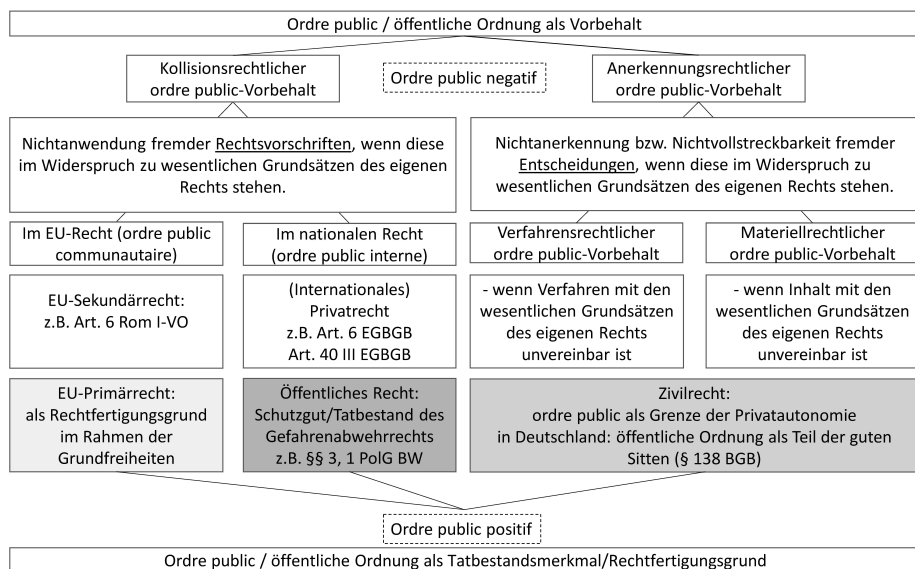 Ordre public / öffentliche Ordnung als Vorbehalt
Kollisionsrechtlicher
ordre public-Vorbehalt
Ordre public negatif
Anerkennungsrechtlicher
ordre public-Vorbehalt
Nichtanwendung fremder Rechtsvorschriften, wenn diese
im Widerspruch zu wesentlichen Grundsätzen des eigenen
Rechts stehen.
Nichtanerkennung bzw. Nichtvollstreckbarkeit fremder
Entscheidungen, wenn diese im Widerspruch zu
wesentlichen Grundsätzen des eigenen Rechts stehen.
Im EU-Recht (ordre public
communautaire)
Im nationalen Recht
(ordre public interne)
Verfahrensrechtlicher
ordre public-Vorbehalt
Materiellrechtlicher
ordre public-Vorbehalt
EU-Sekundärrecht:
z.B. Art. 6 Rom I-VO
(Internationales)
Privatrecht
z.B. Art. 6 EGBGB
Art. 40 III EGBGB
- wenn Verfahren mit den
wesentlichen Grundsätzen
des eigenen Rechts
unvereinbar ist
- wenn Inhalt mit den
wesentlichen Grundsätzen
des eigenen Rechts
unvereinbar ist
EU-Primärrecht:
als Rechtfertigungsgrund
im Rahmen der
Grundfreiheiten
Öffentliches Recht:
Schutzgut/Tatbestand des
Gefahrenabwehrrechts
z.B. §§ 3, 1 PolG BW
Zivilrecht:
ordre public als Grenze der Privatautonomie
in Deutschland: öffentliche Ordnung als Teil der guten
Sitten (§ 138 BGB)
Ordre public positif
Ordre public / öffentliche Ordnung als Tatbestandsmerkmal/Rechtfertigungsgrund